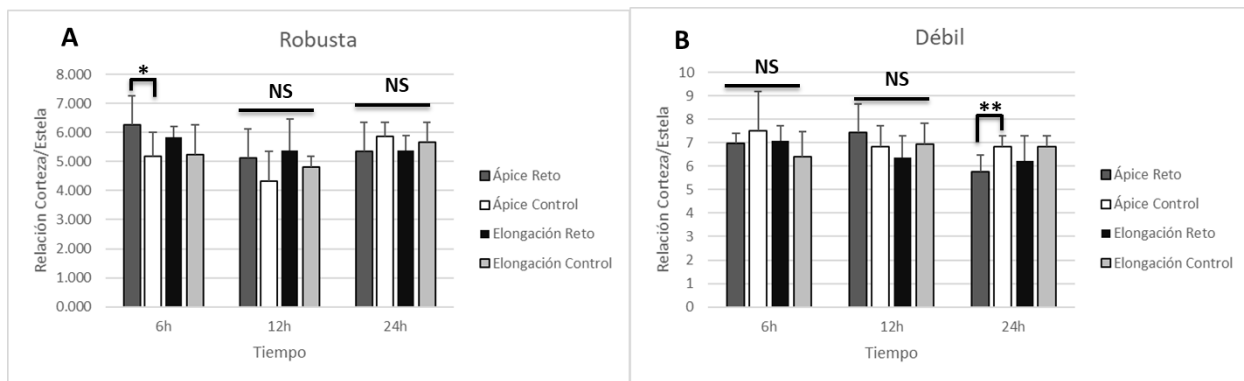 A
Robusta
8.000
7.000
6.000
5.000
4.000
3.000
2.000
1.000
0.000
Relación Corteza/Estela
*
NS
NS
6h
12h
24h
Tiempo
Ápice Reto
Ápice Control
Elongación Reto
Elongación Control
B
Débil
10
9
8
7
6
5
4
3
2
1
0
Relación Corteza/Estela
NS
NS
**
6h
12h
24h
Tiempo
Ápice Reto
Ápice Control
Elongación Reto
Elongación Control